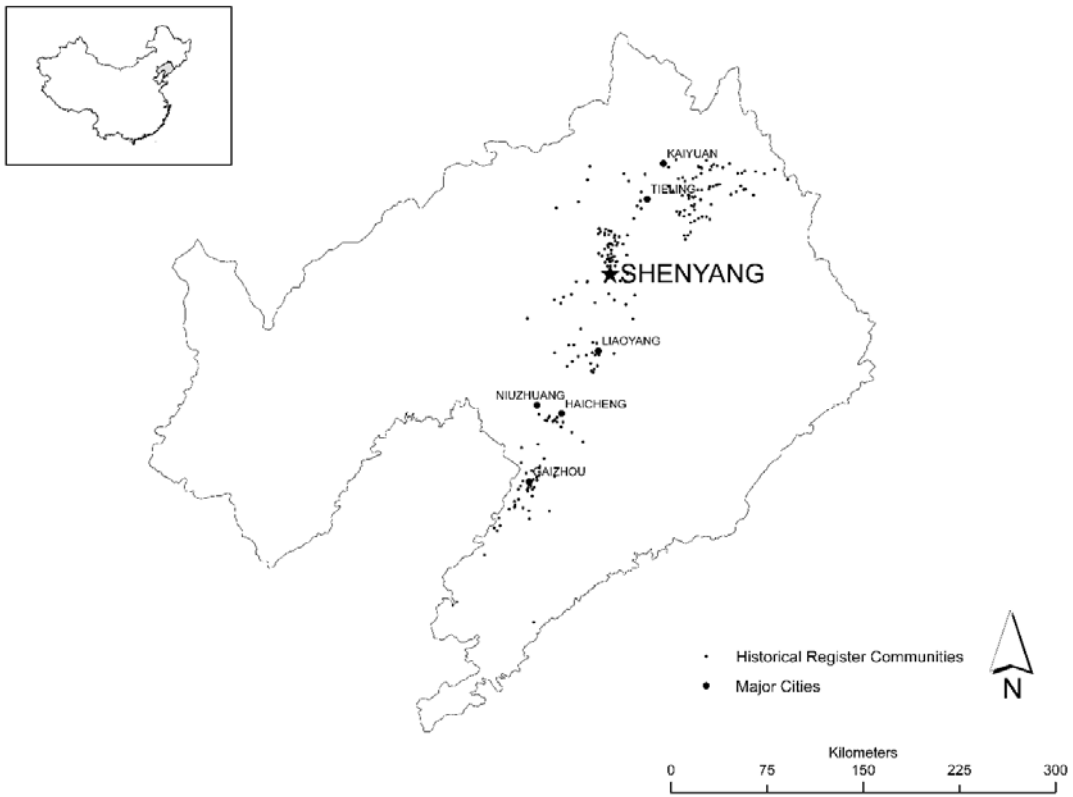 KAIYUAN
TIELING
SHENYANG
LIAOYANG
NIUZHUANG
HAICHENG
GAIZHOU
Historical Register Communities
Major Cities
N
Kilometers
0 75 150 225 300